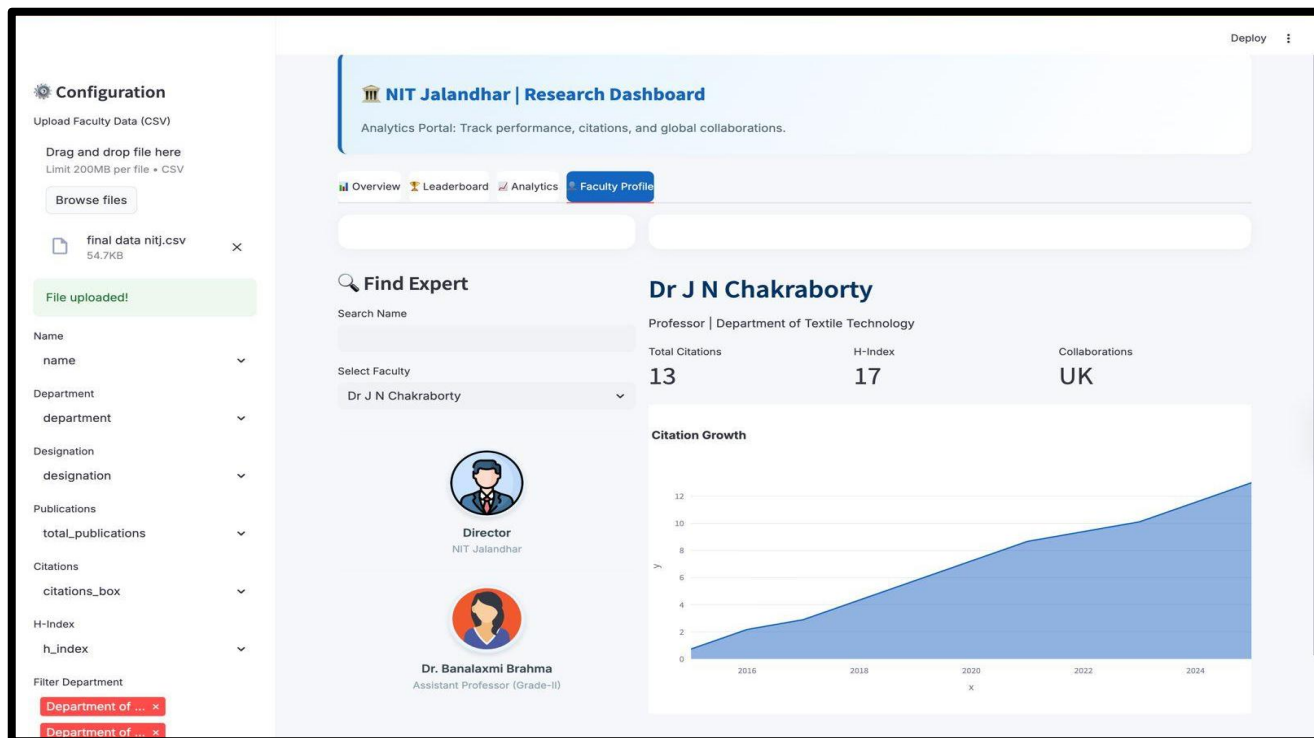 Deploy
Configuration
Upload Faculty Data (CSV)
Drag and drop file here
Limit 200MB per file • CSV
Browse files
final data nitj.csv
54.7KB
File uploaded!
Name
name
Department
department
Designation
designation
Publications
total_publications
Citations
citations_box
H-Index
h_index
Filter Department
Department of ... ×
Department of ... ×
NIT Jalandhar | Research Dashboard
Analytics Portal: Track performance, citations, and global collaborations.
Overview Leaderboard Analytics Faculty Profile
Find Expert
Search Name
Select Faculty
Dr J N Chakraborty
Director
NIT Jalandhar
Dr. Banalaxmi Brahma
Assistant Professor (Grade-II)
Dr J N Chakraborty
Professor | Department of Textile Technology
Total Citations H-Index Collaborations
13 17 UK
Citation Growth
12
10
8
y
6
4
2
0
2016 2018 2020 2022 2024
x